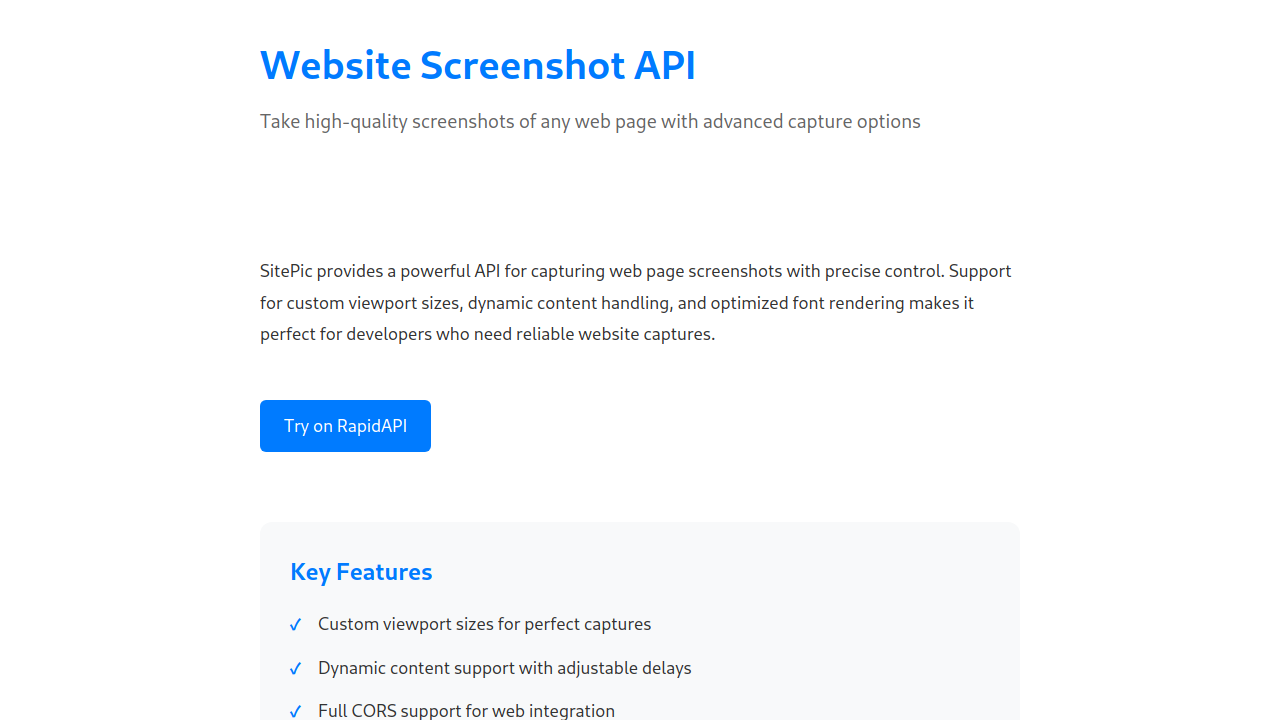 Website Screenshot API
Take high-quality screenshots of any web page with advanced capture options
SitePic provides a powerful API for capturing web page screenshots with precise control. Support
for custom viewport sizes, dynamic content handling, and optimized font rendering makes it
perfect for developers who need reliable website captures.
Try on RapidAPI
Key Features
✓ Custom viewport sizes for perfect captures
✓ Dynamic content support with adjustable delays
✓ Full CORS support for web integration